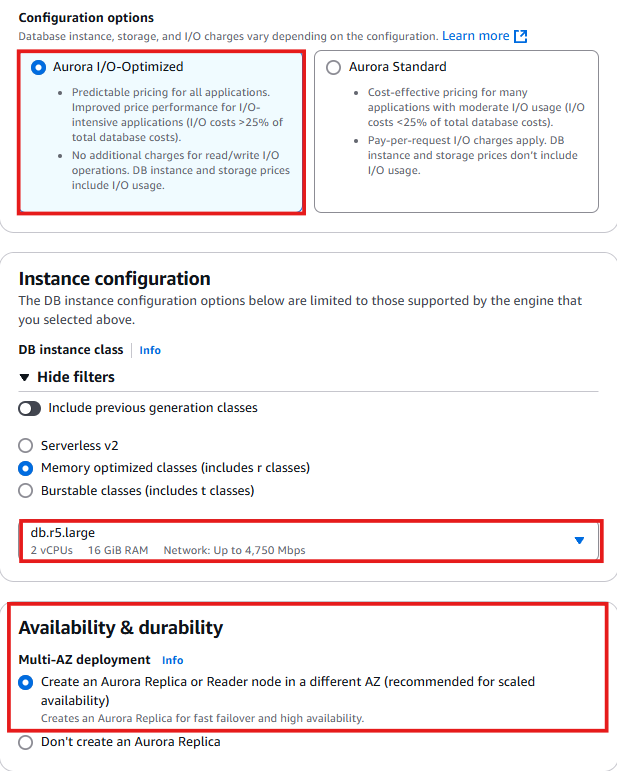 Configuration options
Database instance, storage, and I/O charges vary depending on the configuration. Learn more
Aurora I/O-Optimized
• Predictable pricing for all applications.
Improved price performance for I/O-
intensive applications (I/O costs >25% of
total database costs).
• No additional charges for read/write I/O
operations. DB instance and storage prices
include I/O usage.
Aurora Standard
• Cost-effective pricing for many
applications with moderate I/O usage (I/O
costs <25% of total database costs).
• Pay-per-request I/O charges apply. DB
instance and storage prices don't include
I/O usage.
Instance configuration
The DB instance configuration options below are limited to those supported by the engine that
you selected above.
DB instance class Info
Hide filters
Include previous generation classes
Serverless v2
Memory optimized classes (includes r classes)
Burstable classes (includes t classes)
db.r5.large
2 vCPUs 16 GiB RAM Network: Up to 4,750 Mbps
Availability & durability
Multi-AZ deployment Info
Create an Aurora Replica or Reader node in a different AZ (recommended for scaled
availability)
Creates an Aurora Replica for fast failover and high availability.
Don't create an Aurora Replica